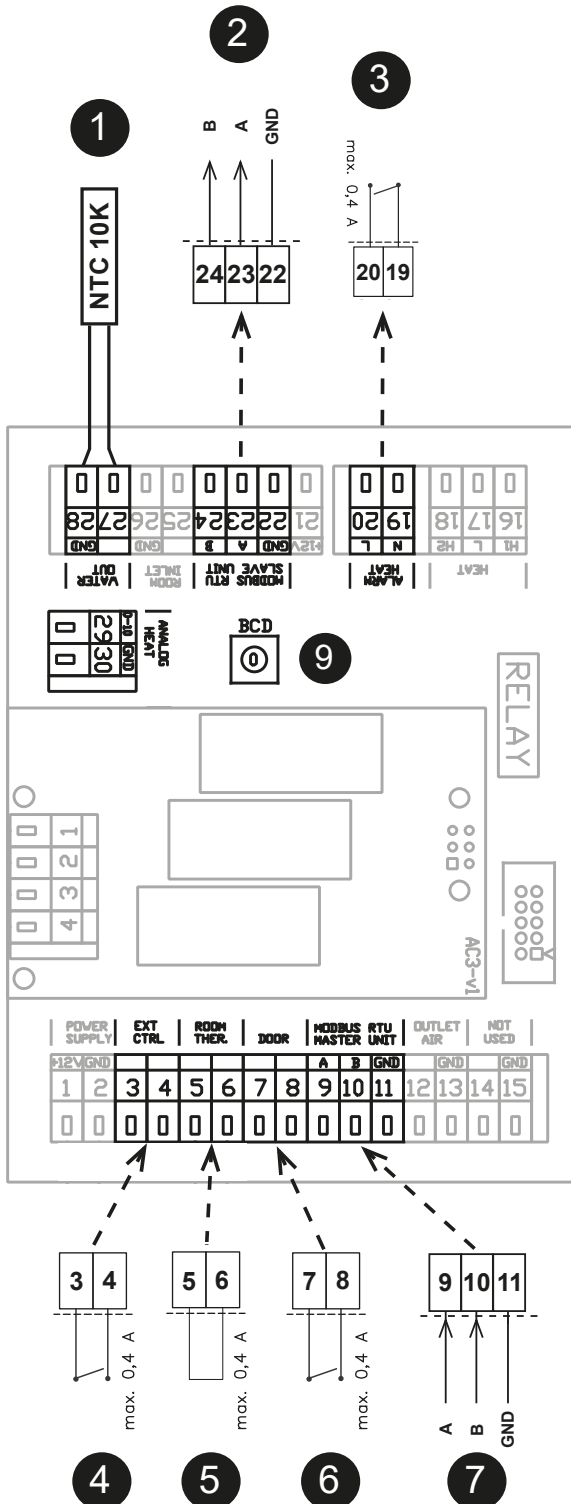 2
3
1
B
A
GND
max. 0,4 A
NTC 10K
24 23 22
20 19
28 27 26 25 24 23 22 21
20 19 18 17 16
GND GND B A GND +12V
L N H2 L H1
VATER OUT
ROOM INLET
MODBUS RTU SLAVE UNIT
ALARM HEAT
HEAT
29 30
0-10 GND
ANALOG HEAT
BCD
0
9
RELAY
1
2
3
4
AC3-v1
POWER SUPPLY
EXT CTRL
ROOM THER.
DOOR
MODBUS RTU MASTER UNIT
OUTLET AIR
NOT USED
+12V GND A B GND GND GND
1 2 3 4 5 6 7 8 9 10 11 12 13 14 15
3 4
5 6
7 8
9 10 11
max. 0,4 A
max. 0,4 A
max. 0,4 A
A
B
GND
4
5
6
7